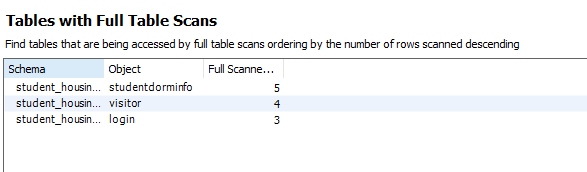 Tables with Full Table Scans
Find tables that are being accessed by full table scans ordering by the number of rows scanned descending
Schema Object Full Scanne...
student_housin... studentdorminfo 5
student_housin... visitor 4
student_housin... login 3